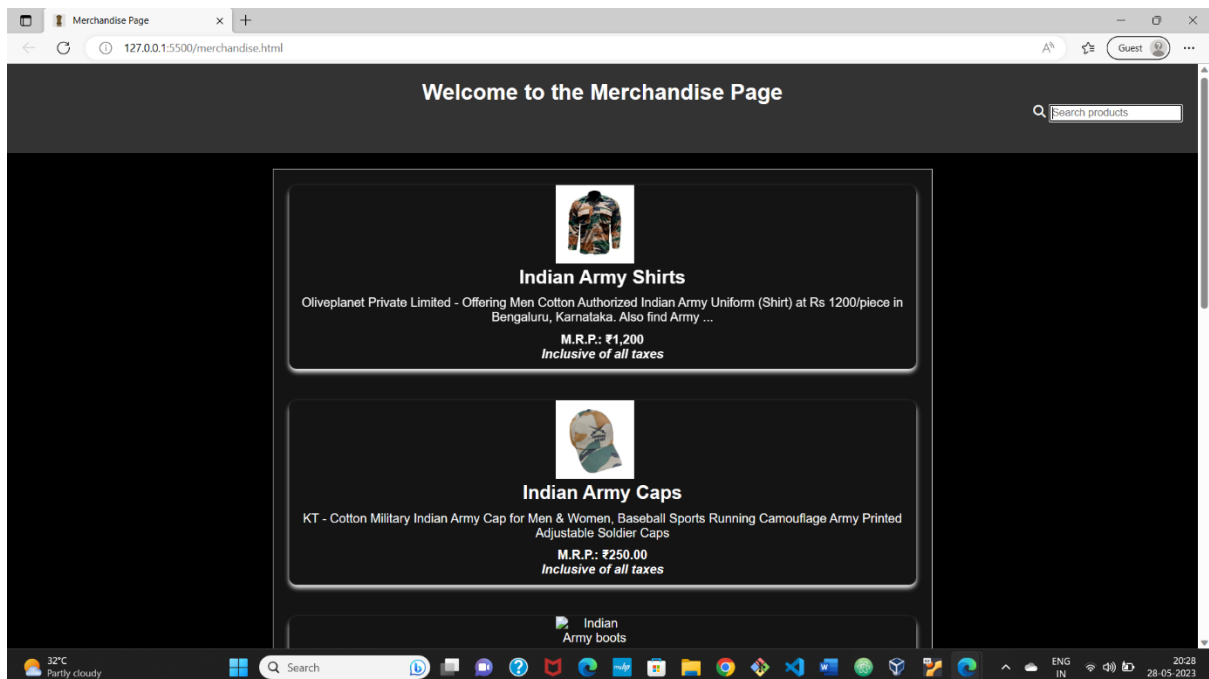 Merchandise Page
127.0.0.1:5500/merchandise.html
Guest
Welcome to the Merchandise Page
Search products
Indian Army Shirts
Oliveplanet Private Limited - Offering Men Cotton Authorized Indian Army Uniform (Shirt) at Rs 1200/piece in
Bengaluru, Karnataka. Also find Army ...
M.R.P.: ₹1,200
Inclusive of all taxes
Indian Army Caps
KT - Cotton Military Indian Army Cap for Men & Women, Baseball Sports Running Camouflage Army Printed
Adjustable Soldier Caps
M.R.P.: ₹250.00
Inclusive of all taxes
Indian
Army boots
32°C
Partly cloudy
Search
ENG
IN
20:28
28-05-2023